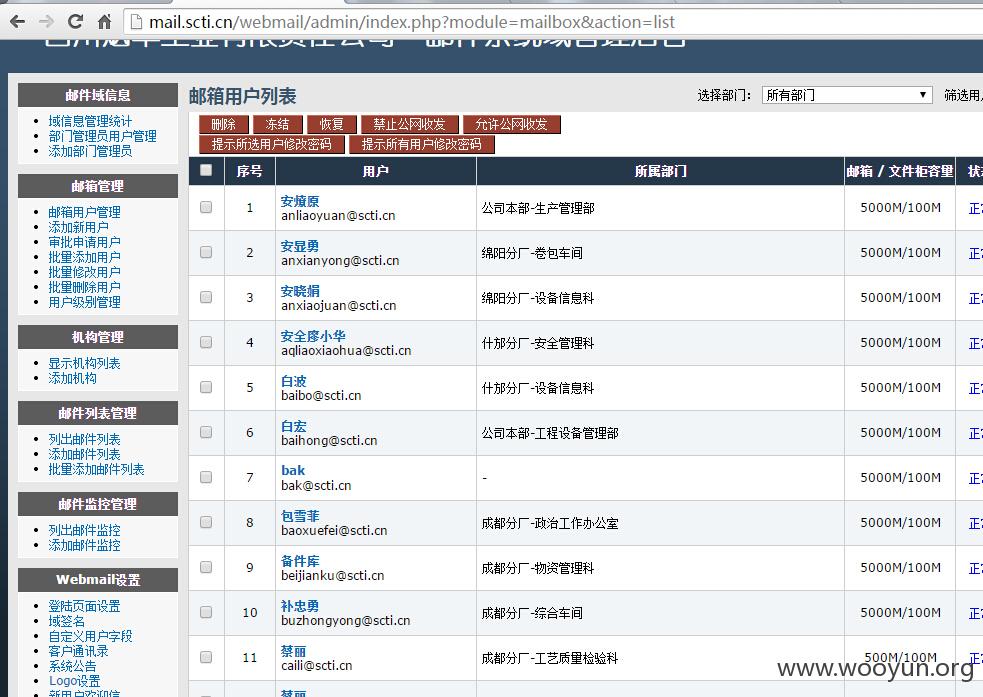 mail.scti.cn/webmail/admin/index.php?module=mailbox&action=list
邮件域信息
域信息管理统计
部门管理员用户管理
添加部门管理员
邮箱管理
邮箱用户管理
添加新用户
审批申请用户
批量添加用户
批量修改用户
批量删除用户
用户级别管理
机构管理
显示机构列表
添加机构
邮件列表管理
列出邮件列表
添加邮件列表
批量添加邮件列表
邮件监控管理
列出邮件监控
添加邮件监控
Webmail设置
登陆页面设置
域签名
自定义用户字段
客户通讯录
系统公告
Logo设置
新用户欢迎信
邮箱用户列表
选择部门: 所有部门 筛选用
删除 冻结 恢复 禁止公网收发 允许公网收发
提示所选用户修改密码 提示所有用户修改密码
序号 用户 所属部门 邮箱 / 文件柜容量 状
1 安燎原 公司本部-生产管理部 5000M/100M 正
anliaoyuan@scti.cn
2 安显勇 绵阳分厂-卷包车间 5000M/100M 正
anxianyong@scti.cn
3 安晓娟 绵阳分厂-设备信息科 5000M/100M 正
anxiaojuan@scti.cn
4 安全廖小华 什邡分厂-安全管理科 5000M/100M 正
aqliaoxiaohua@scti.cn
5 白波 什邡分厂-设备信息科 5000M/100M 正
baibo@scti.cn
6 白宏 公司本部-工程设备管理部 5000M/100M 正
baihong@scti.cn
7 bak - 5000M/100M 正
bak@scti.cn
8 包雪菲 成都分厂-政治工作办公室 5000M/100M 正
baoxuefei@scti.cn
9 备件库 成都分厂-物资管理科 5000M/100M 正
beijianku@scti.cn
10 补忠勇 成都分厂-综合车间 5000M/100M 正
buzhongyong@scti.cn
11 蔡丽 成都分厂-工艺质量检验科 500M/100M 正
caili@scti.cn
蔡丽
www.wooyun.org